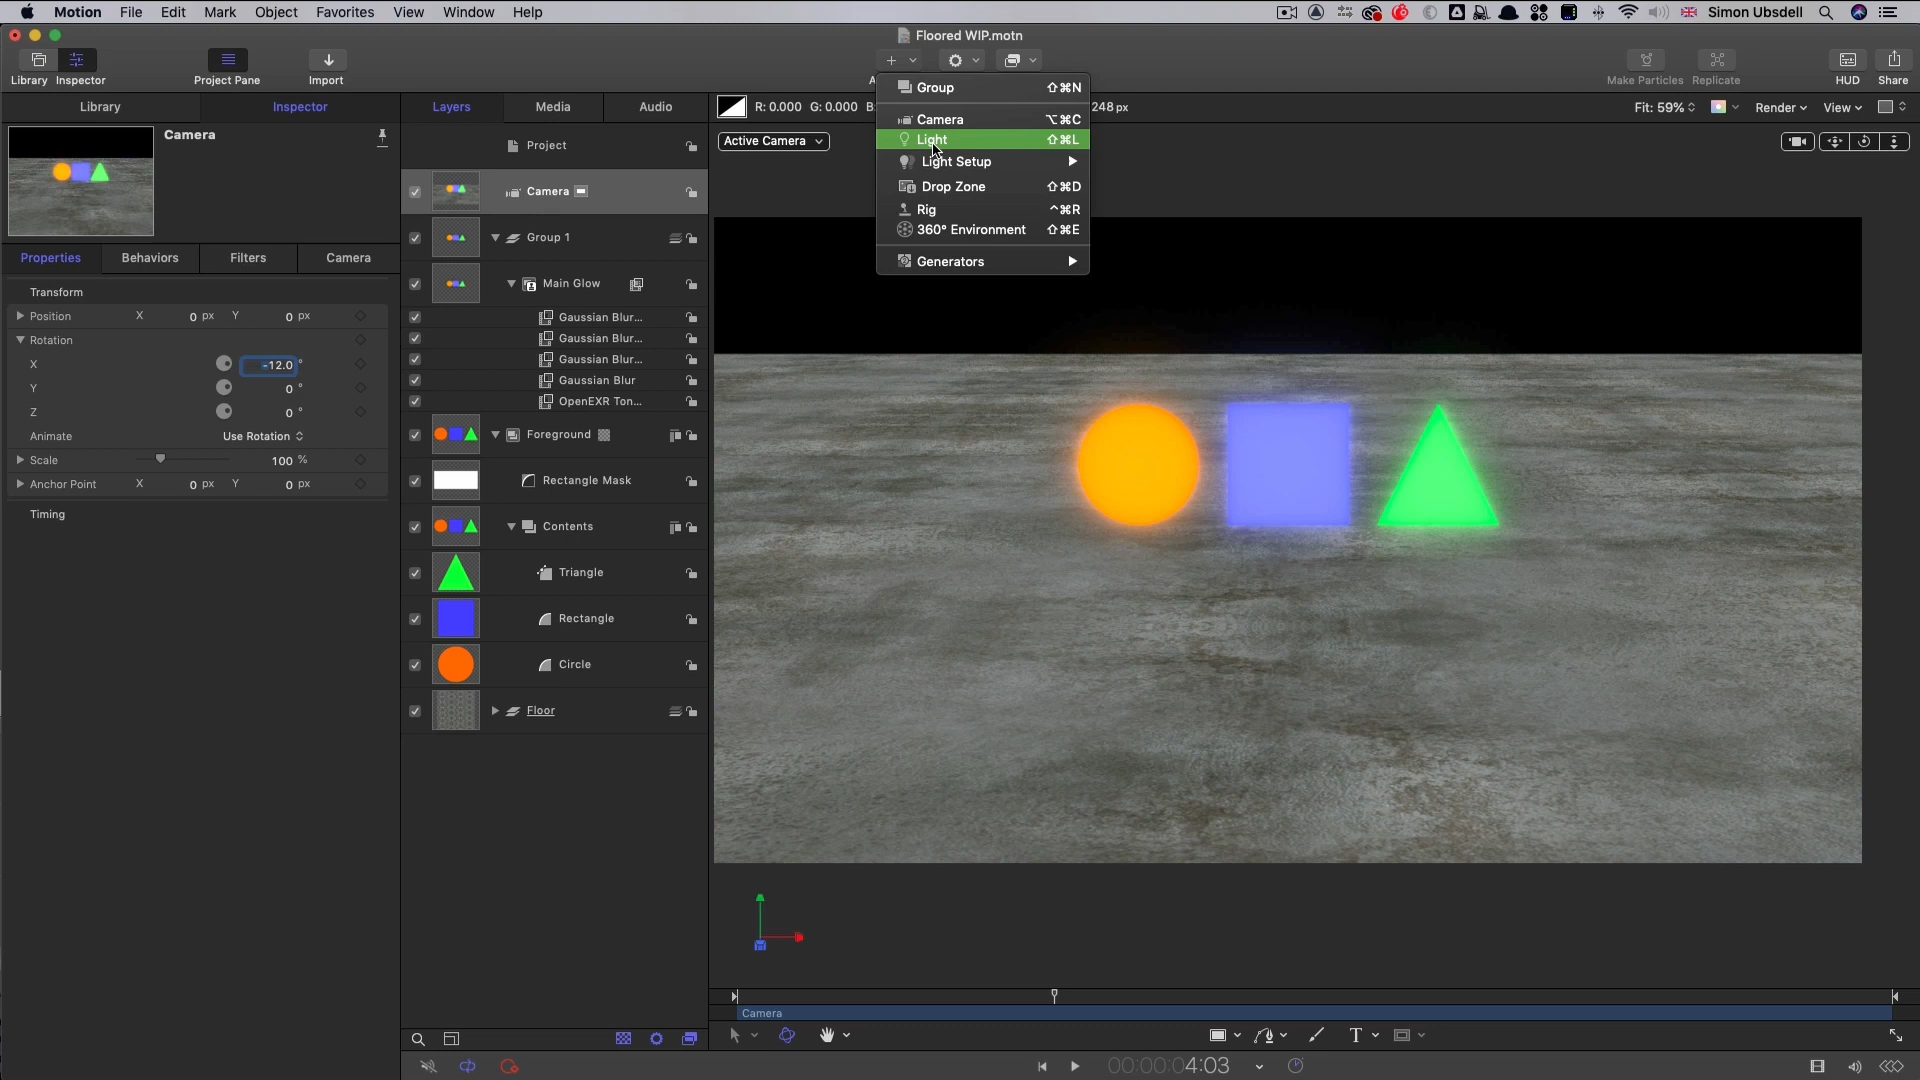 Motion File Edit Mark Object Favorites View Window Help Simon Ubsdell
Floored WIP.motn
Library Inspector Project Pane Import Make Particles Replicate HUD Share
Library Inspector Layers Media Audio R: 0.000 G: 0.000 B: 248 px Fit: 59% Render View
Group ⇧⌘N
Camera ⌥⌘C
Light ⇧⌘L
Light Setup
Drop Zone ⇧⌘D
Rig ^⌘R
360° Environment ⇧⌘E
Generators
Active Camera
Camera
Properties Behaviors Filters Camera
Transform
Position X 0 px Y 0 px
Rotation
X -12.0 °
Y 0 °
Z 0 °
Animate Use Rotation
Scale 100 %
Anchor Point X 0 px Y 0 px
Timing
Project
Camera
Group 1
Main Glow
Gaussian Blur...
Gaussian Blur...
Gaussian Blur...
Gaussian Blur
OpenEXR Ton...
Foreground
Rectangle Mask
Contents
Triangle
Rectangle
Circle
Floor
Camera
T
00:00:04:03